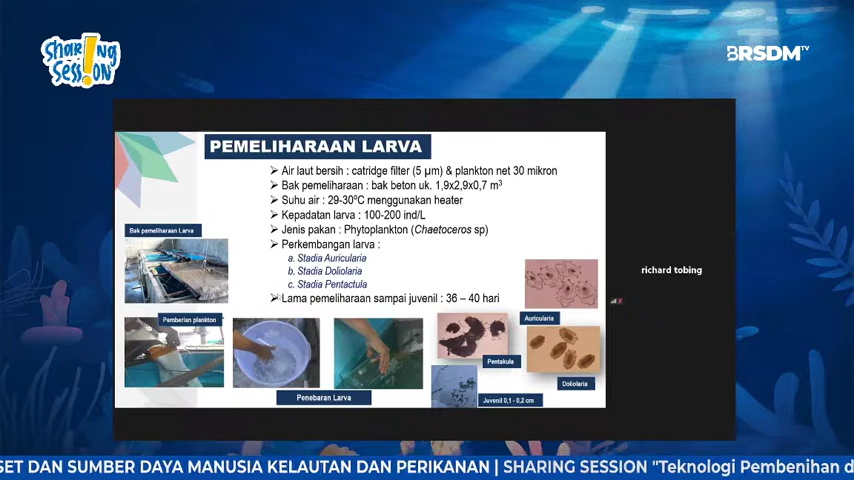 Sharing
Session
BRSDM TV
PEMELIHARAAN LARVA
➢ Air laut bersih : catridge filter (5 µm) & plankton net 30 mikron
➢ Bak pemeliharaan : bak beton uk. 1,9x2,9x0,7 m³
➢ Suhu air : 29-30⁰C menggunakan heater
➢ Kepadatan larva : 100-200 ind/L
➢ Jenis pakan : Phytoplankton (Chaetoceros sp)
➢ Perkembangan larva :
a. Stadia Auricularia
b. Stadia Doliolaria
c. Stadia Pentactula
➢ Lama pemeliharaan sampai juvenil : 36 – 40 hari
Bak pemeliharaan Larva
Pemberian plankton
Penebaran Larva
Auricularia
Pentakula
Doliolaria
Juvenil 0,1 - 0,2 cm
richard tobing
SET DAN SUMBER DAYA MANUSIA KELAUTAN DAN PERIKANAN | SHARING SESSION "Teknologi Pembenihan d